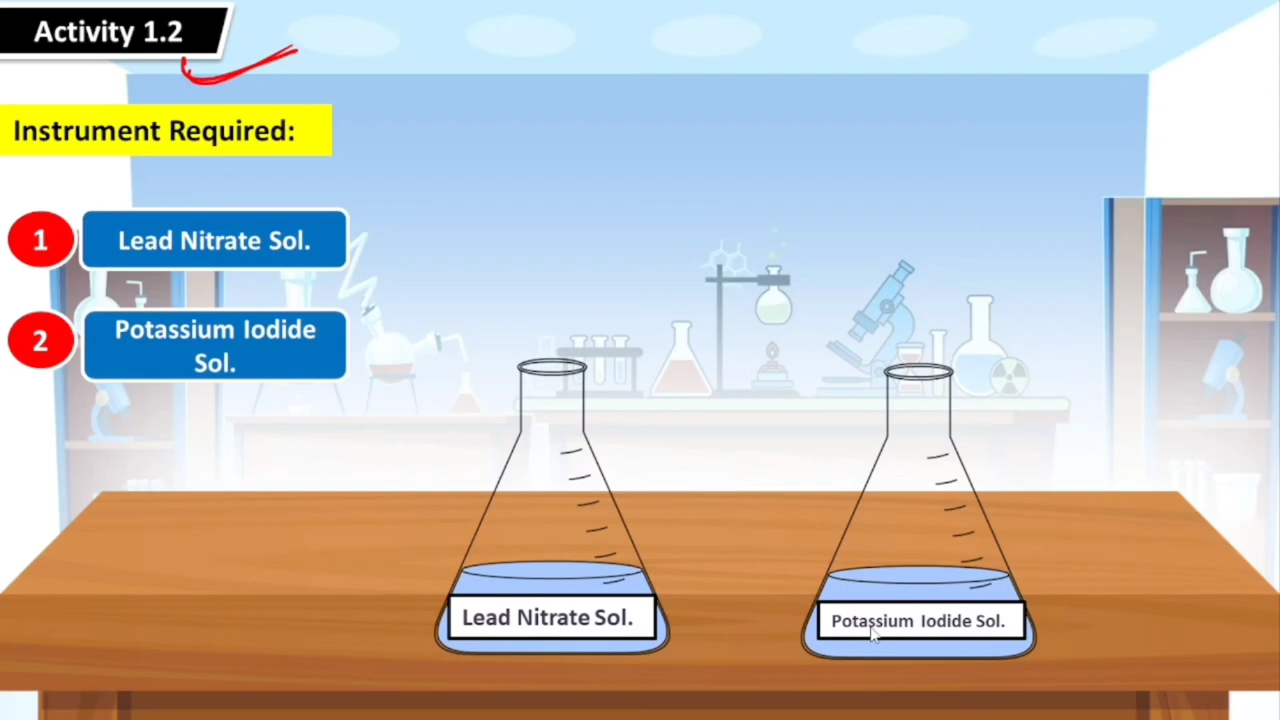 Activity 1.2
Instrument Required:
1
Lead Nitrate Sol.
2
Potassium Iodide
Sol.
Lead Nitrate Sol.
Potassium Iodide Sol.